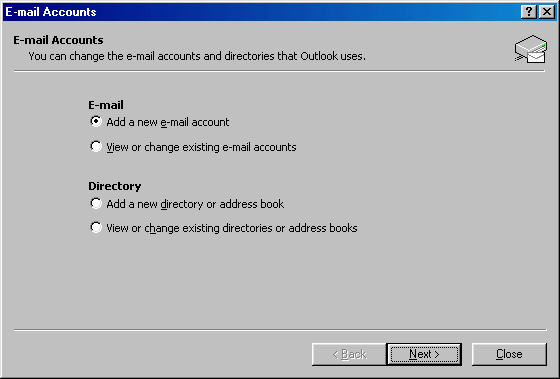 E-mail Accounts
E-mail Accounts
You can change the e-mail accounts and directories that Outlook uses.
E-mail
Add a new e-mail account
View or change existing e-mail accounts
Directory
Add a new directory or address book
View or change existing directories or address books
< Back Next > Close